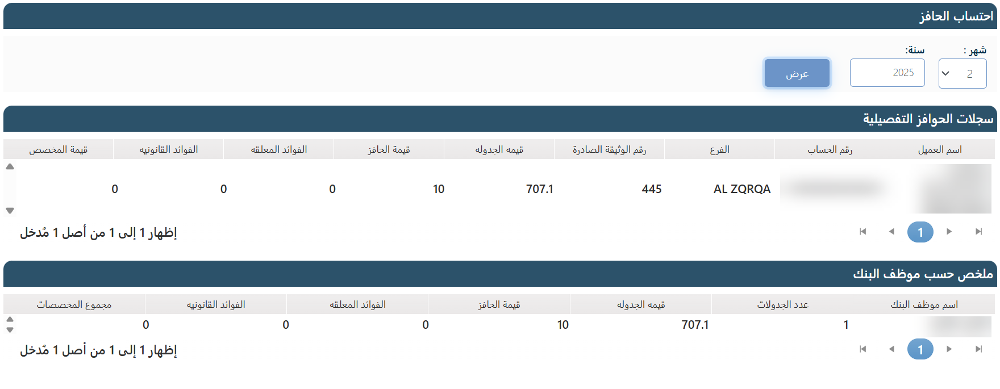 احتساب الحافز
شهر : سنة:
2 2025 عرض
سجلات الحوافز التفصيلية
اسم العميل رقم الحساب الفرع رقم الوثيقة الصادرة قيمه الجدوله قيمة الحافز الفوائد المعلقه الفوائد القانونيه قيمة المخصص
AL ZQRQA 445 707.1 10 0 0 0
1
إظهار 1 إلى 1 من أصل 1 مُدخل
ملخص حسب موظف البنك
اسم موظف البنك عدد الجدولات قيمه الجدوله قيمة الحافز الفوائد المعلقه الفوائد القانونيه مجموع المخصصات
1 707.1 10 0 0 0
1
إظهار 1 إلى 1 من أصل 1 مُدخل